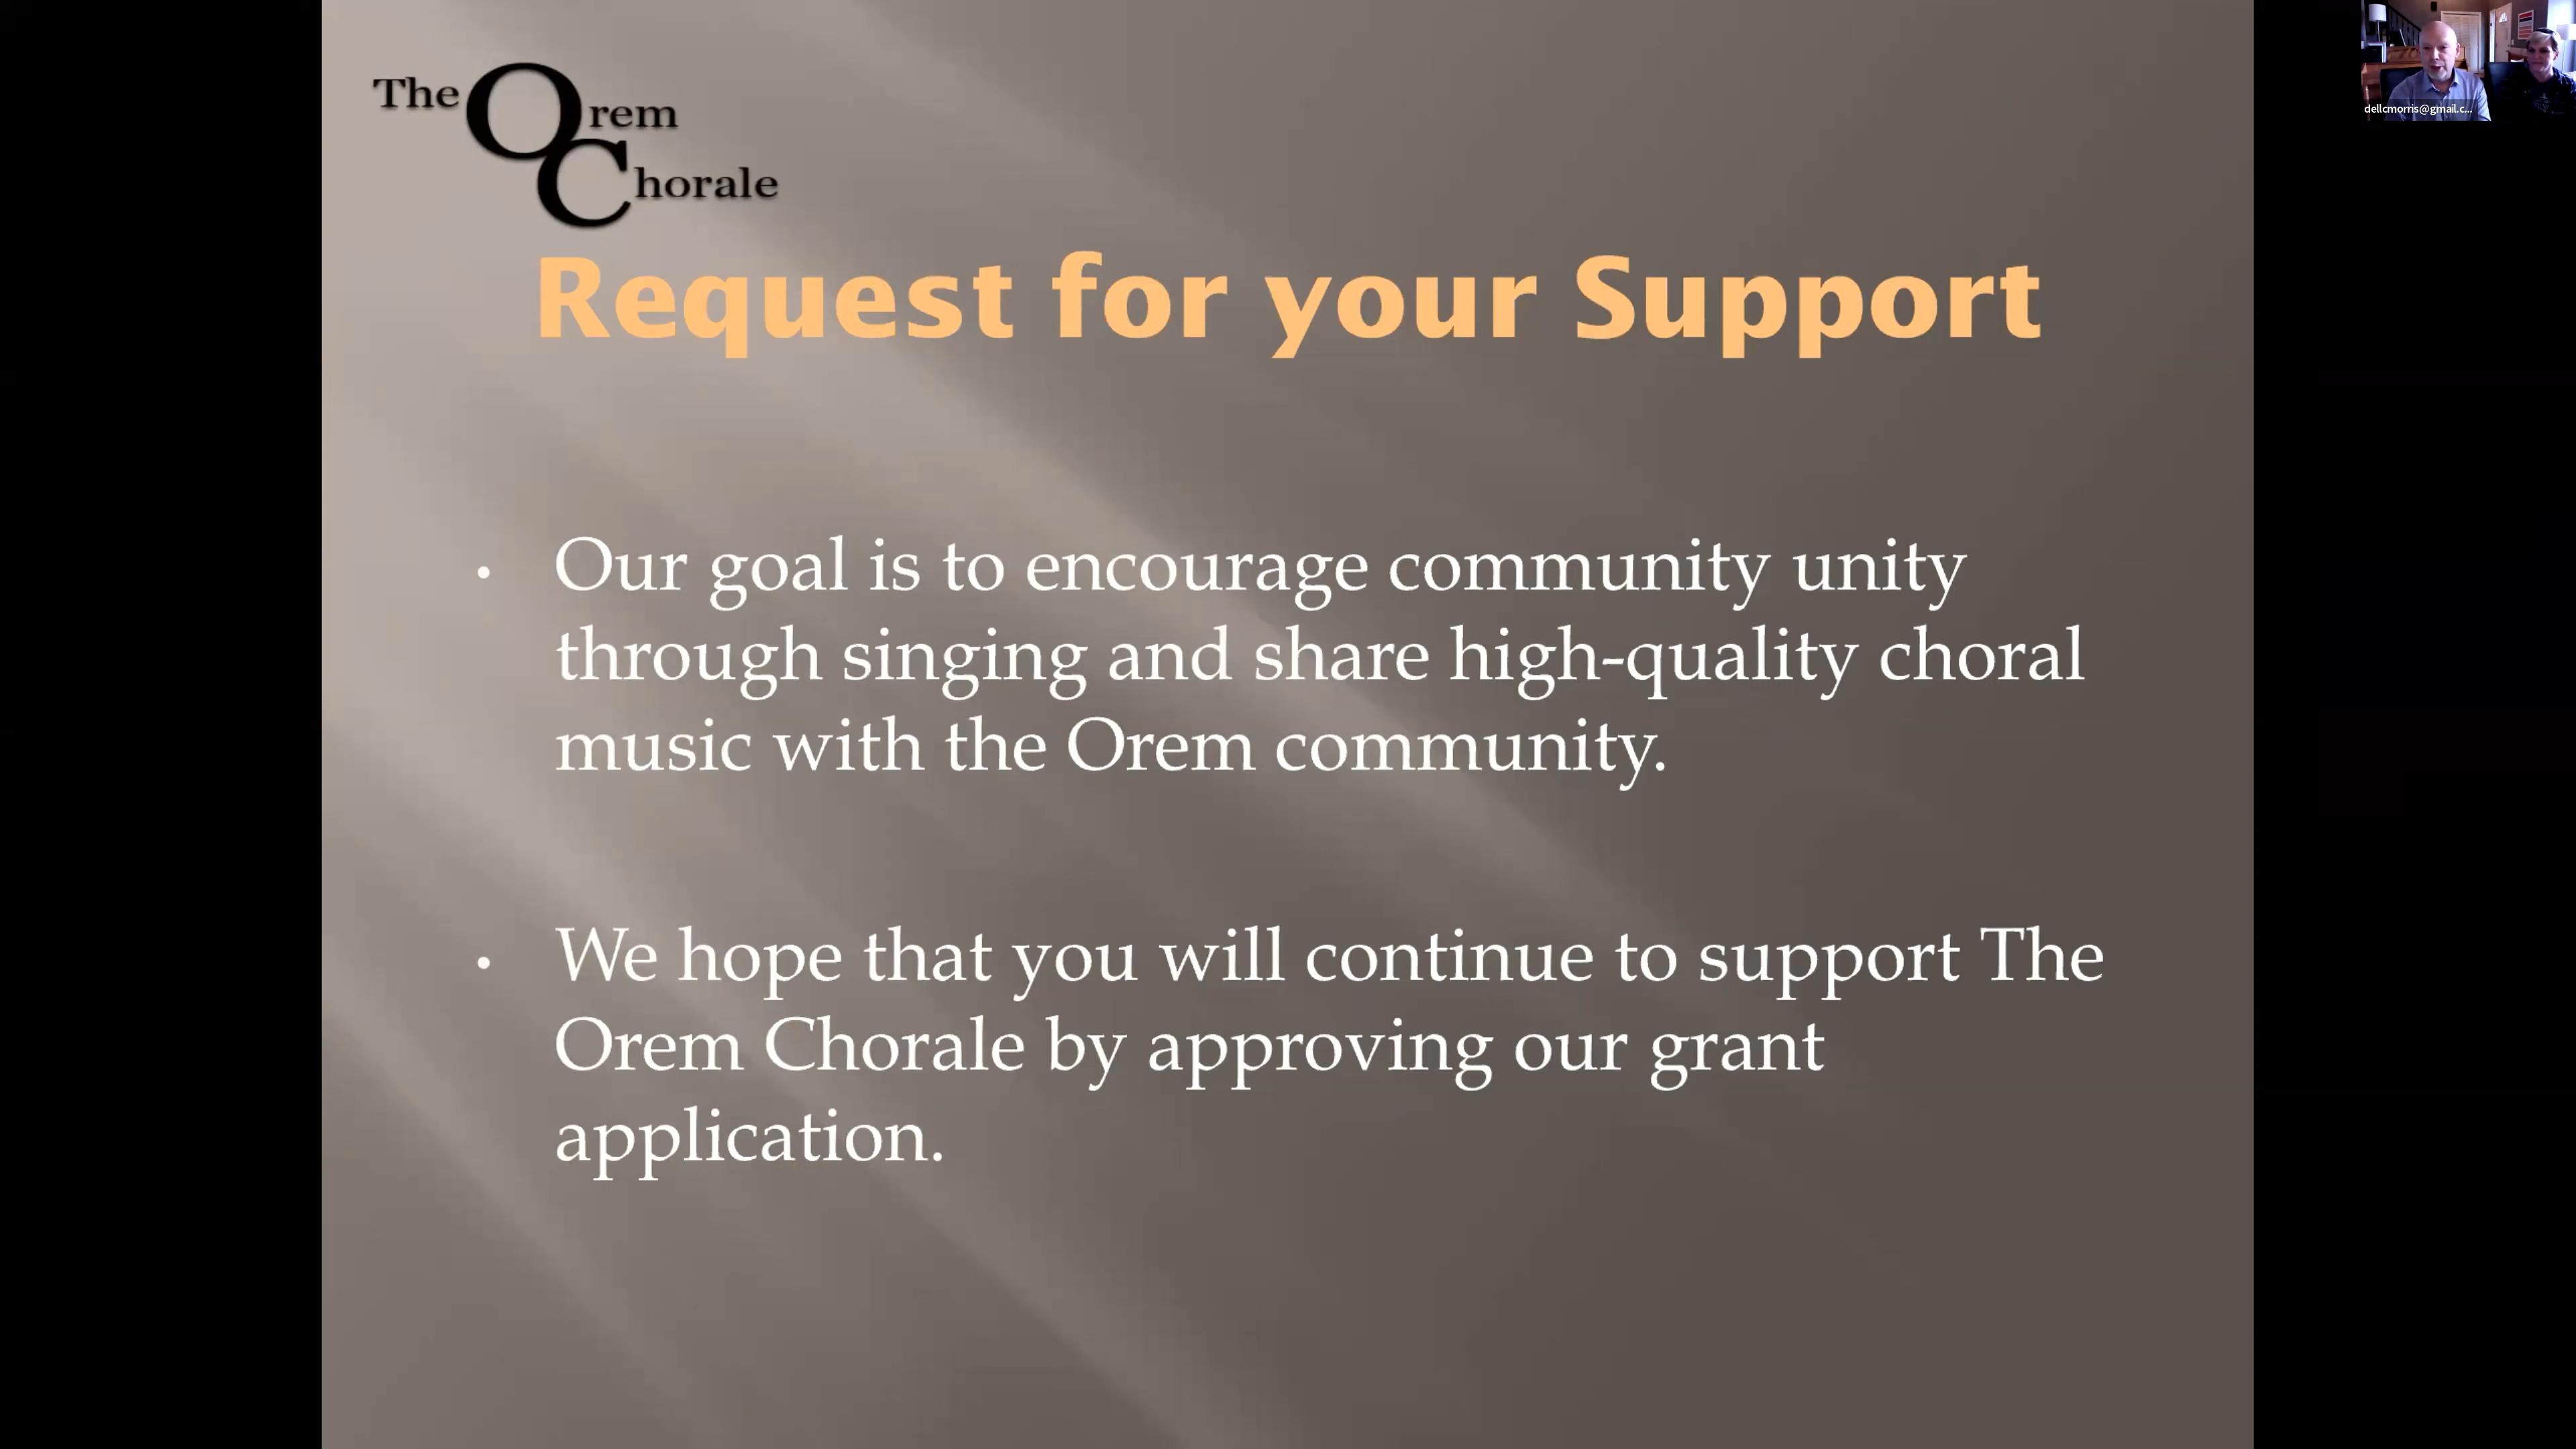 The Orem
Chorale
dellcmorris@gmail.c...
Request for your Support
• Our goal is to encourage community unity
through singing and share high-quality choral
music with the Orem community.
• We hope that you will continue to support The
Orem Chorale by approving our grant
application.